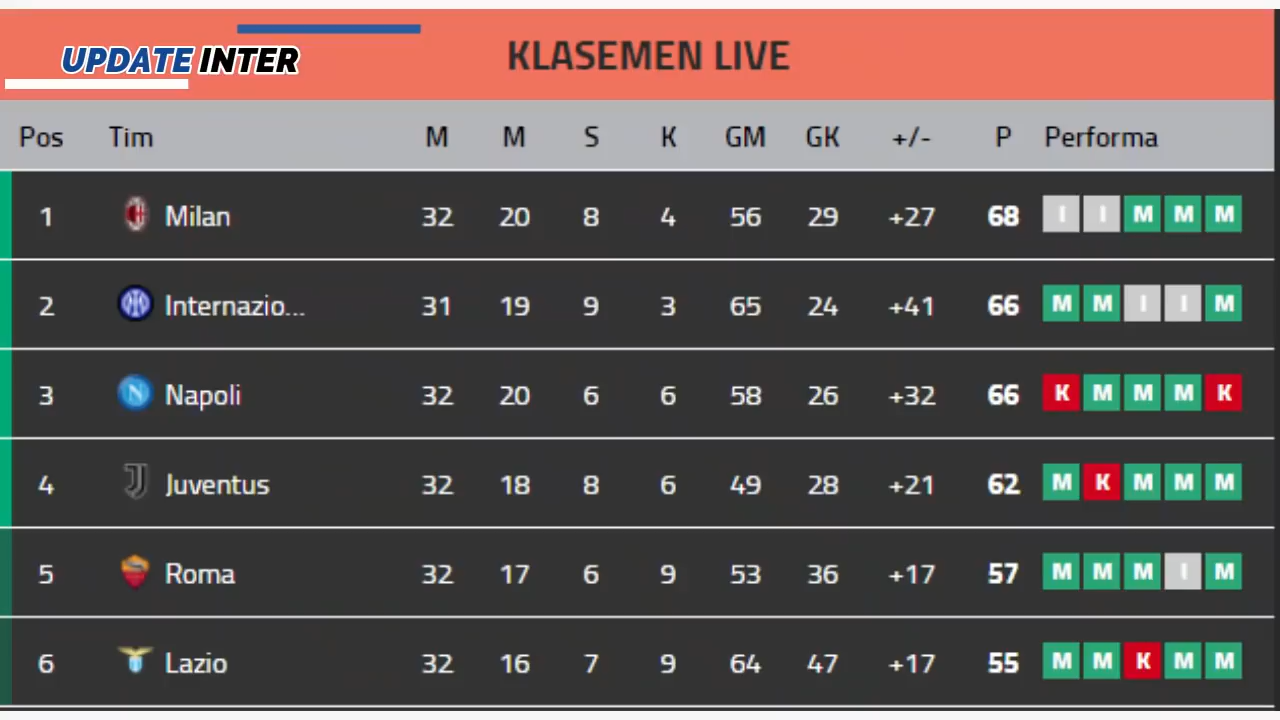 UPDATE INTER
KLASEMEN LIVE
Pos Tim M M S K GM GK +/- P Performa
1 Milan 32 20 8 4 56 29 +27 68 I I M M M
2 Internazio... 31 19 9 3 65 24 +41 66 M M I I M
3 Napoli 32 20 6 6 58 26 +32 66 K M M M K
4 Juventus 32 18 8 6 49 28 +21 62 M K M M M
5 Roma 32 17 6 9 53 36 +17 57 M M M I M
6 Lazio 32 16 7 9 64 47 +17 55 M M K M M